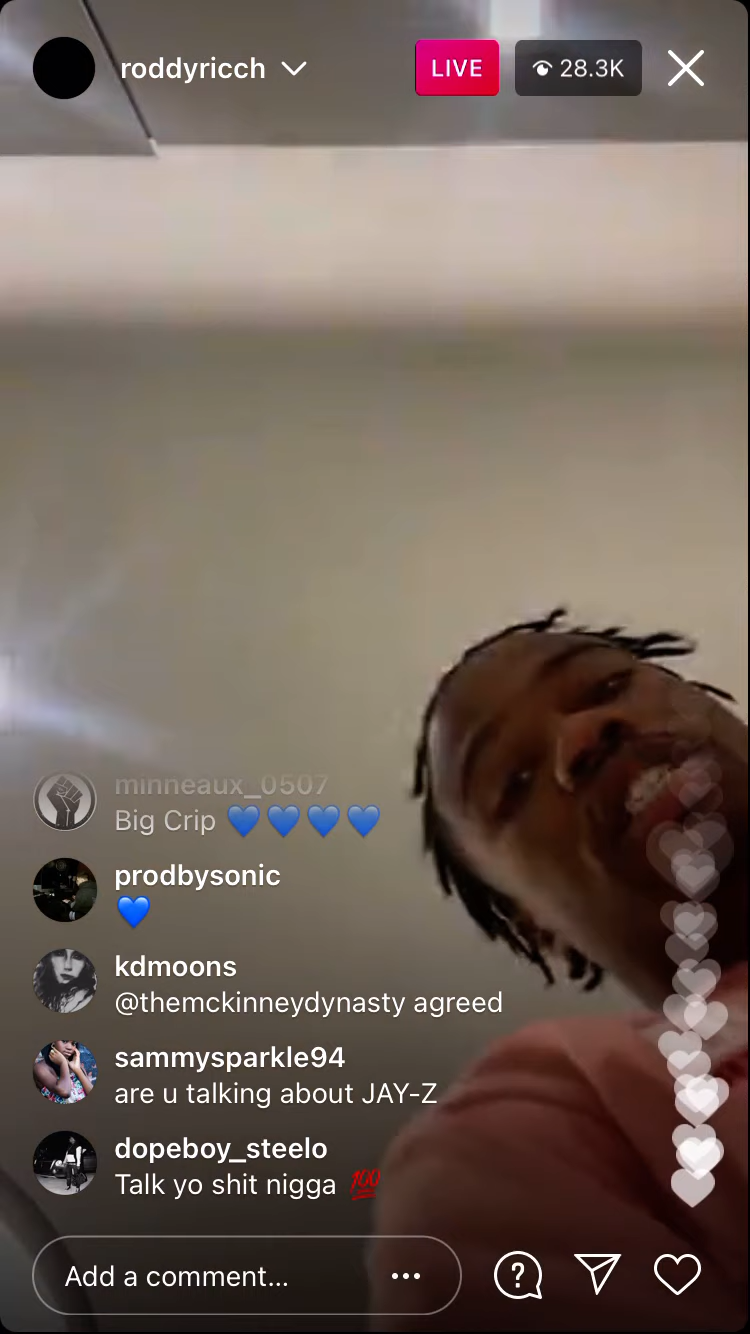 roddyricch
LIVE
28.3K
minneaux_0507
Big Crip 💙💙💙💙
prodbysonic
💙
kdmoons
@themckinneydynasty agreed
sammysparkle94
are u talking about JAY-Z
dopeboy_steelo
Talk yo shit nigga 💯
Add a comment...